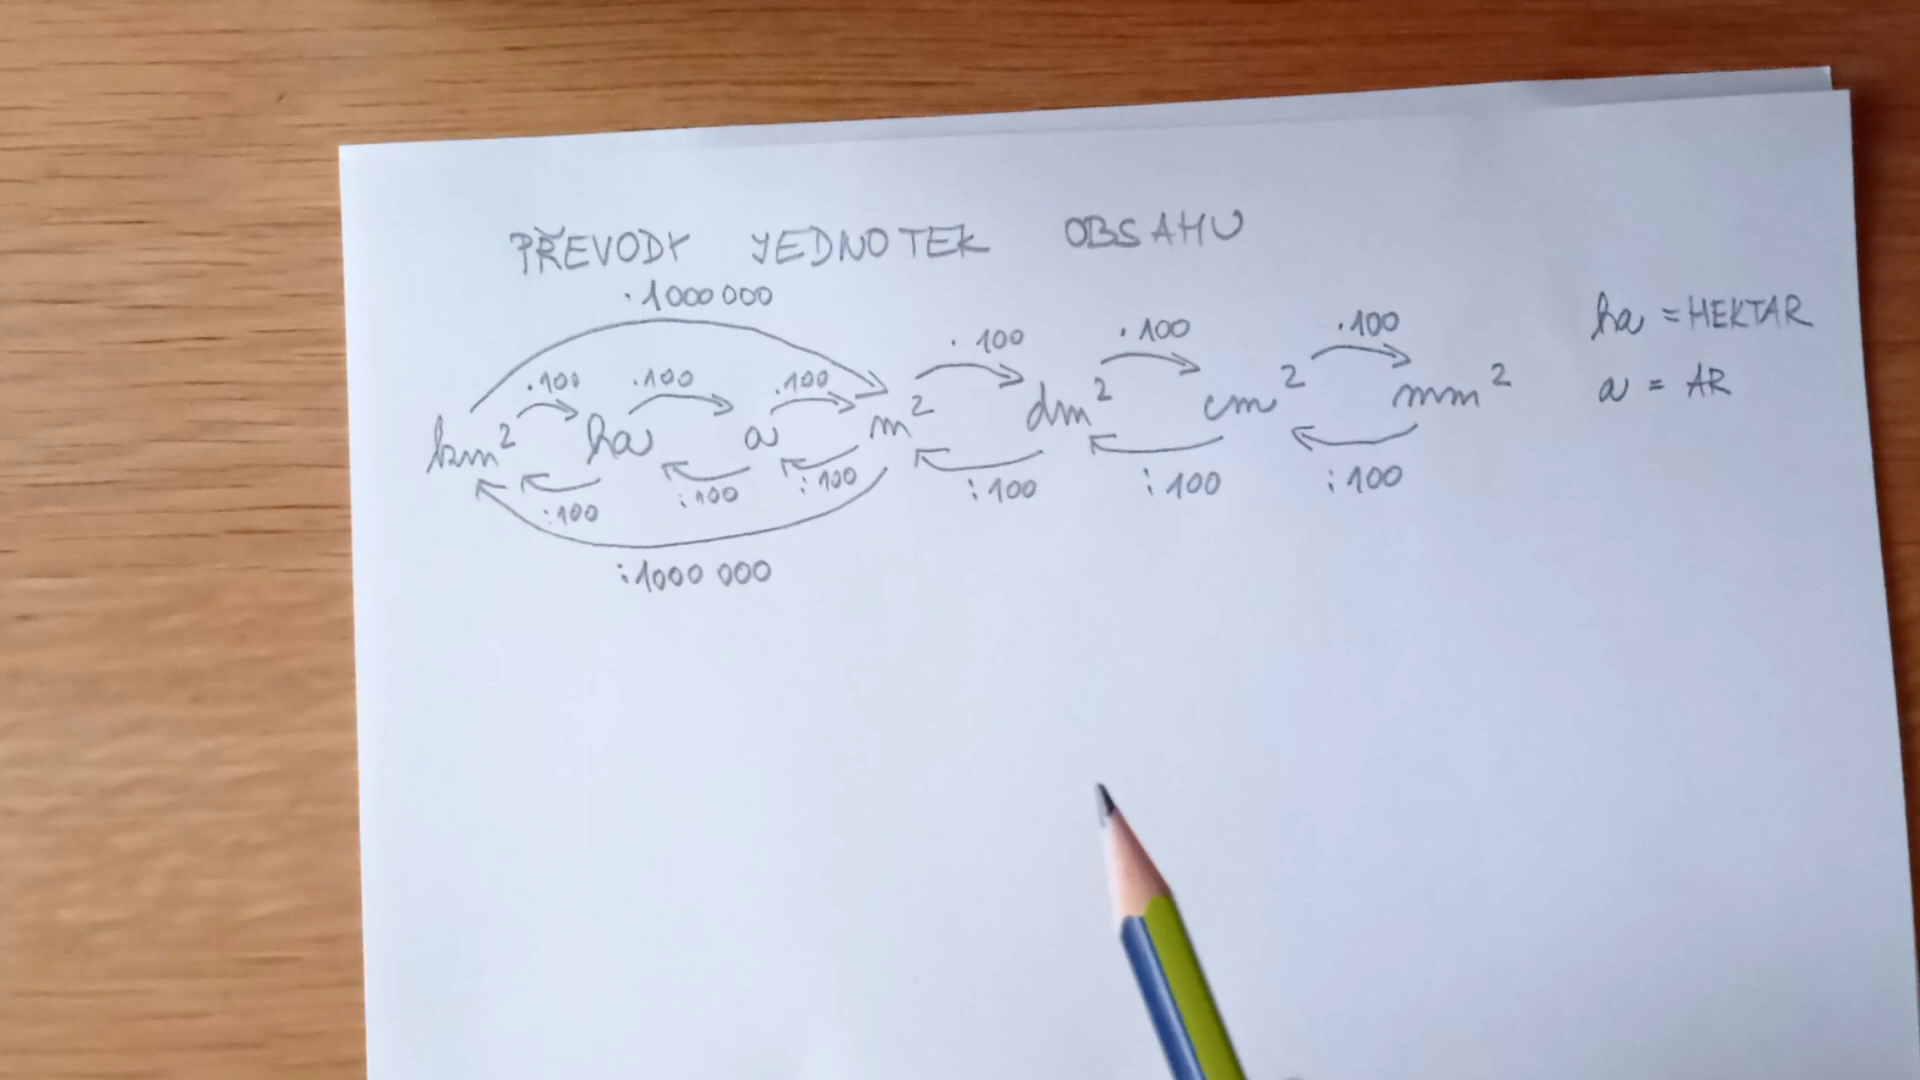 PŘEVODY JEDNOTEK OBSAHU
. 1000 000
.100 .100 .100 . 100 .100 .100
km² ha a m² dm² cm² mm²
:100 :100 :100 :100 :100 :100
:1000 000
ha = HEKTAR
a = AR